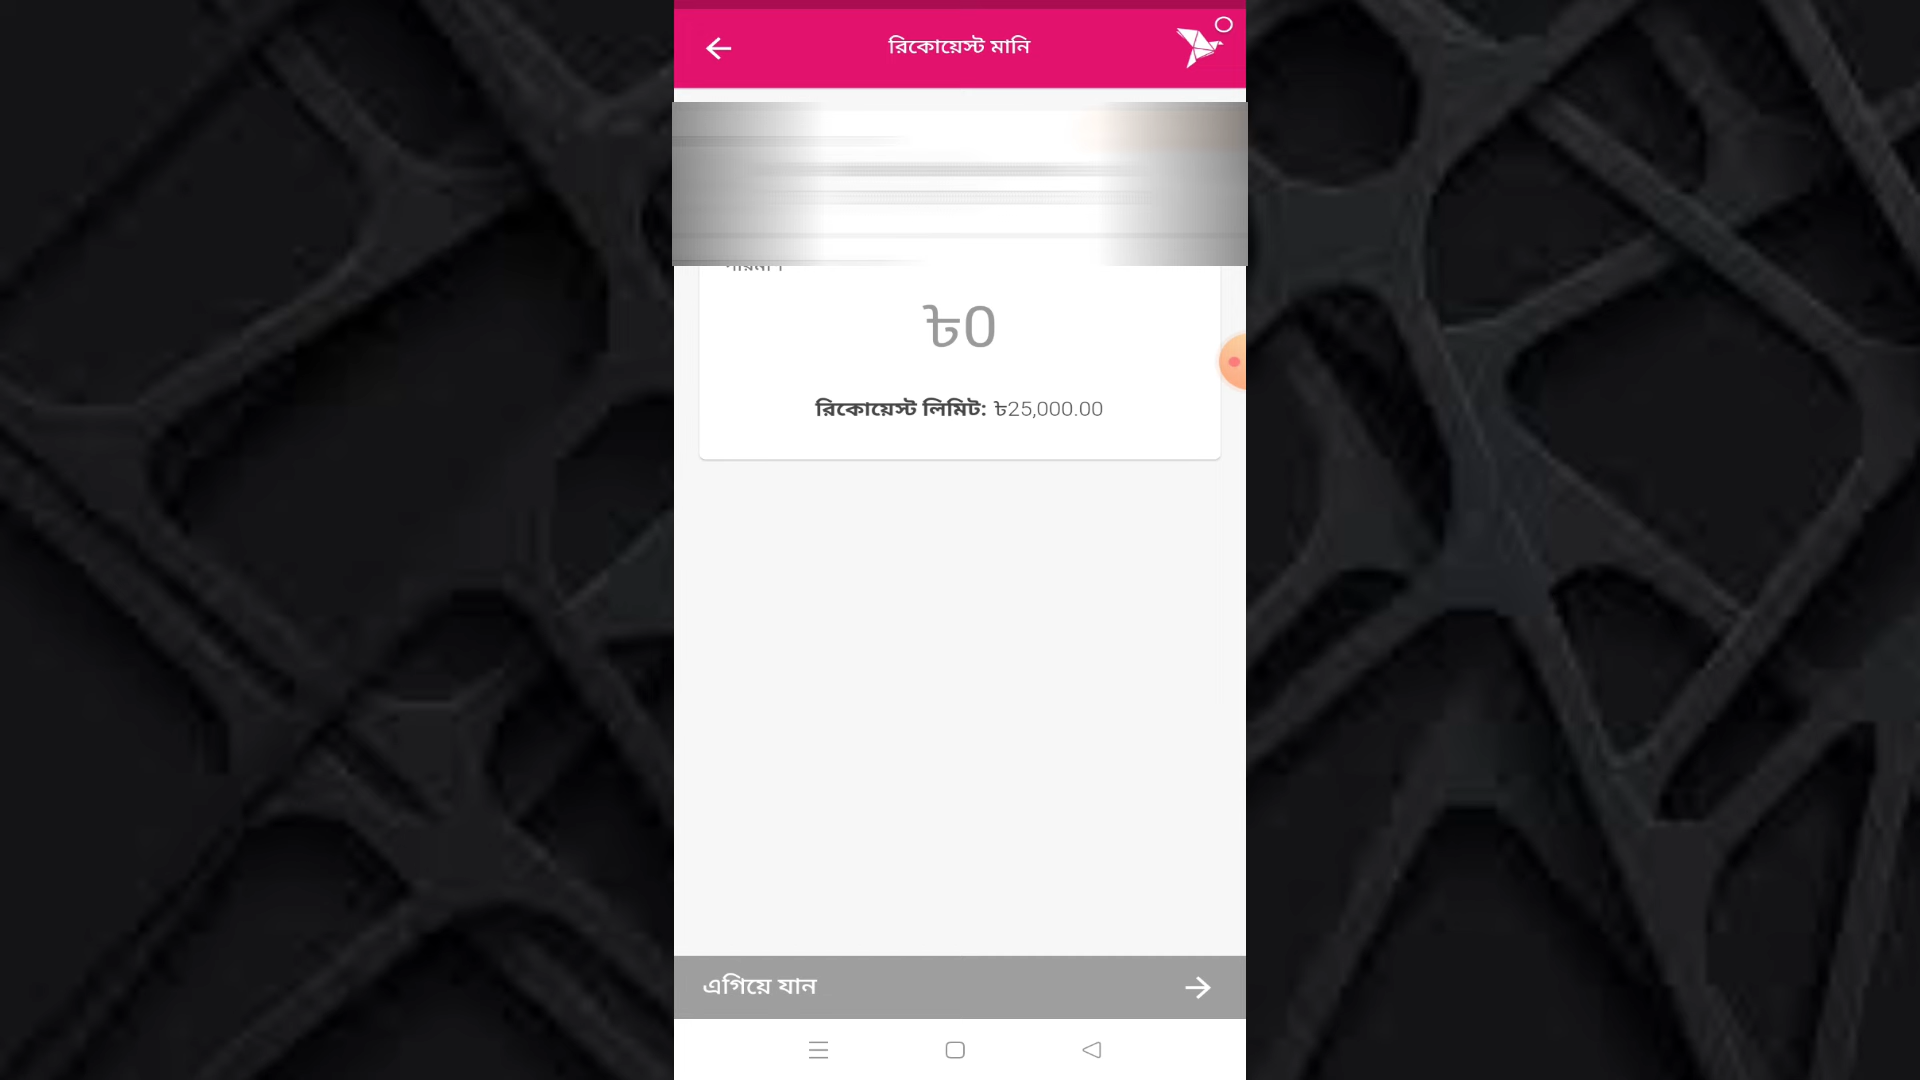 রিকোয়েস্ট মানি
৳0
রিকোয়েস্ট লিমিট: ৳25,000.00
এগিয়ে যান